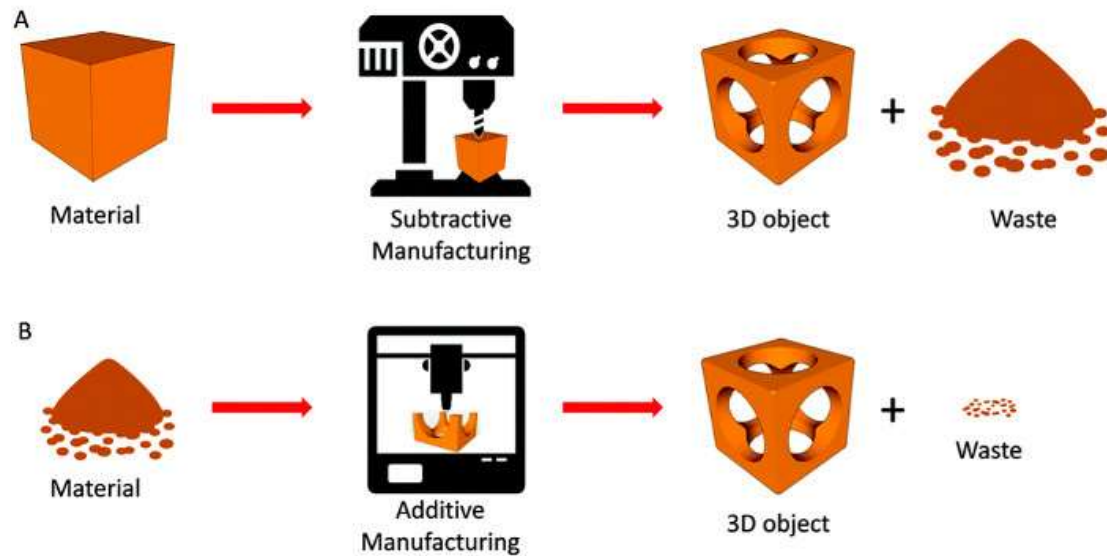 A
Material
Subtractive
Manufacturing
3D object
+
Waste
B
Material
Additive
Manufacturing
3D object
+
Waste